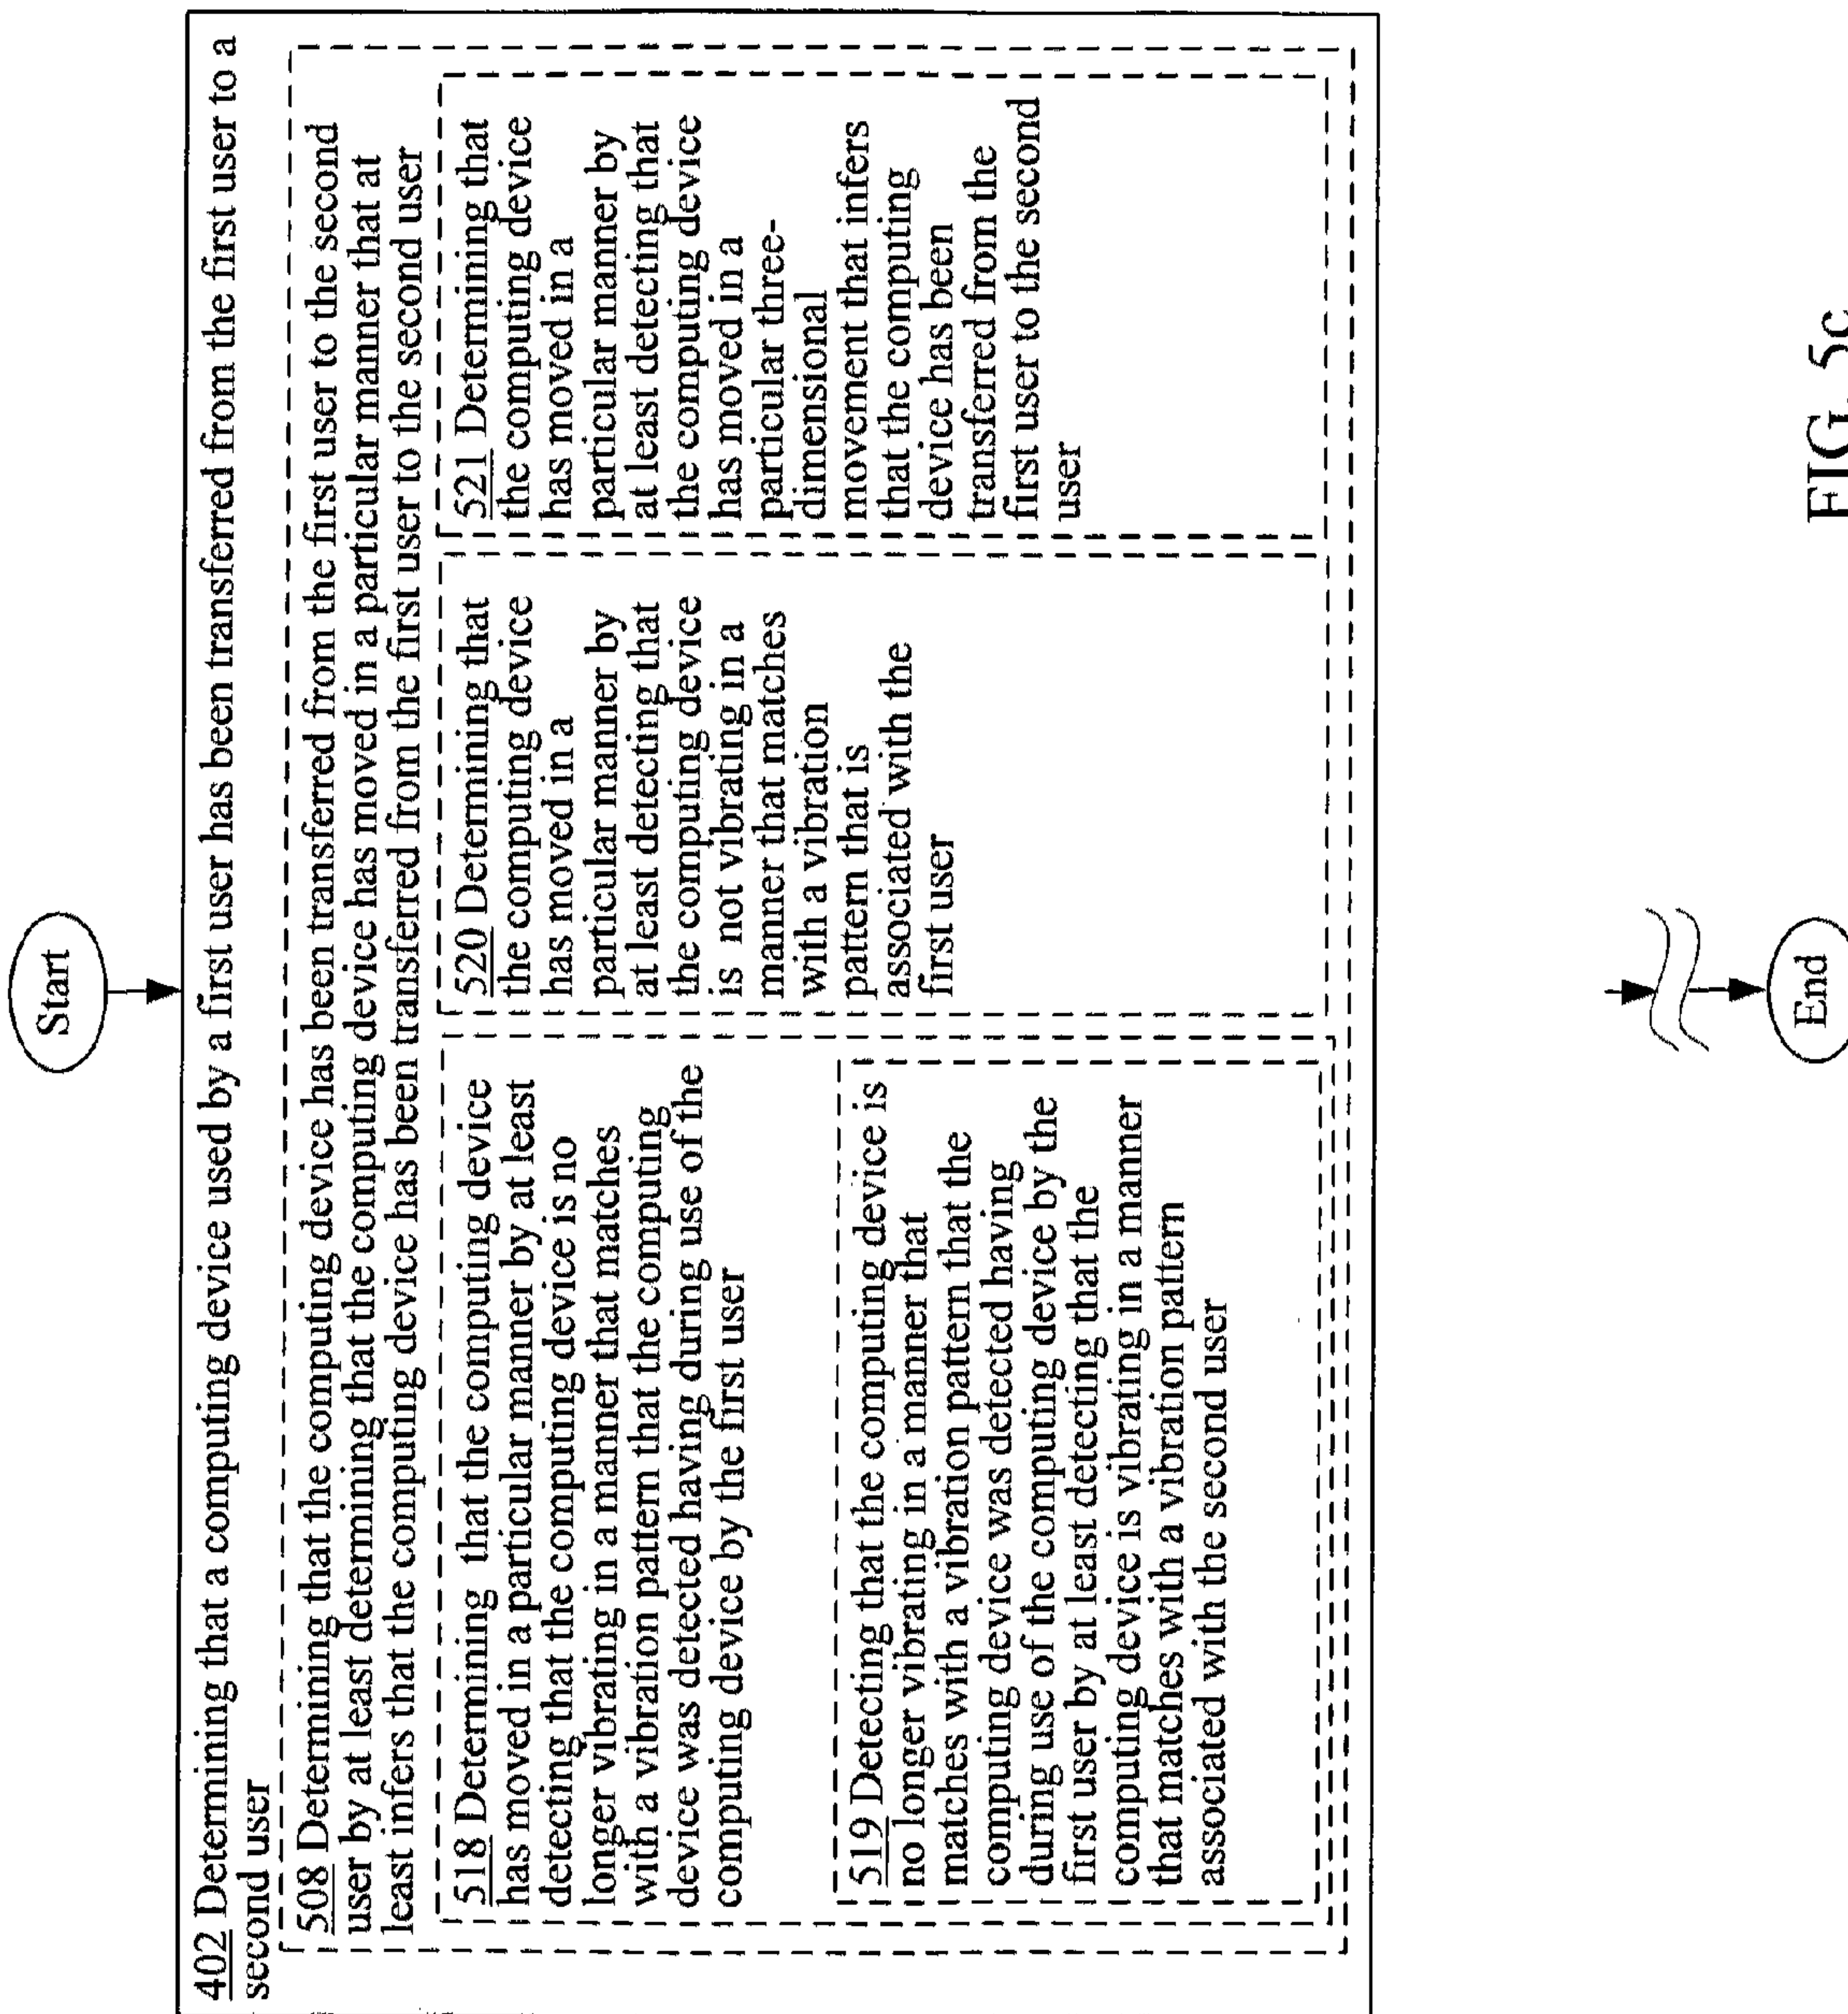 Start
402 Determining that a computing device used by a first user has been transferred from the first user to a
second user
508 Determining that the computing device has been transferred from the first user to the second
user by at least determining that the computing device has moved in a particular manner that at
least infers that the computing device has been transferred from the first user to the second user
518 Determining that the computing device
has moved in a particular manner by at least
detecting that the computing device is no
longer vibrating in a manner that matches
with a vibration pattern that the computing
device was detected having during use of the
computing device by the first user
519 Detecting that the computing device is
no longer vibrating in a manner that
matches with a vibration pattern that the
computing device was detected having
during use of the computing device by the
first user by at least detecting that the
computing device is vibrating in a manner
that matches with a vibration pattern
associated with the second user
520 Determining that
the computing device
has moved in a
particular manner by
at least detecting that
the computing device
is not vibrating in a
manner that matches
with a vibration
pattern that is
associated with the
first user
521 Determining that
the computing device
has moved in a
particular manner by
at least detecting that
the computing device
has moved in a
particular three-
dimensional
movement that infers
that the computing
device has been
transferred from the
first user to the second
user
End
FIG. 5c